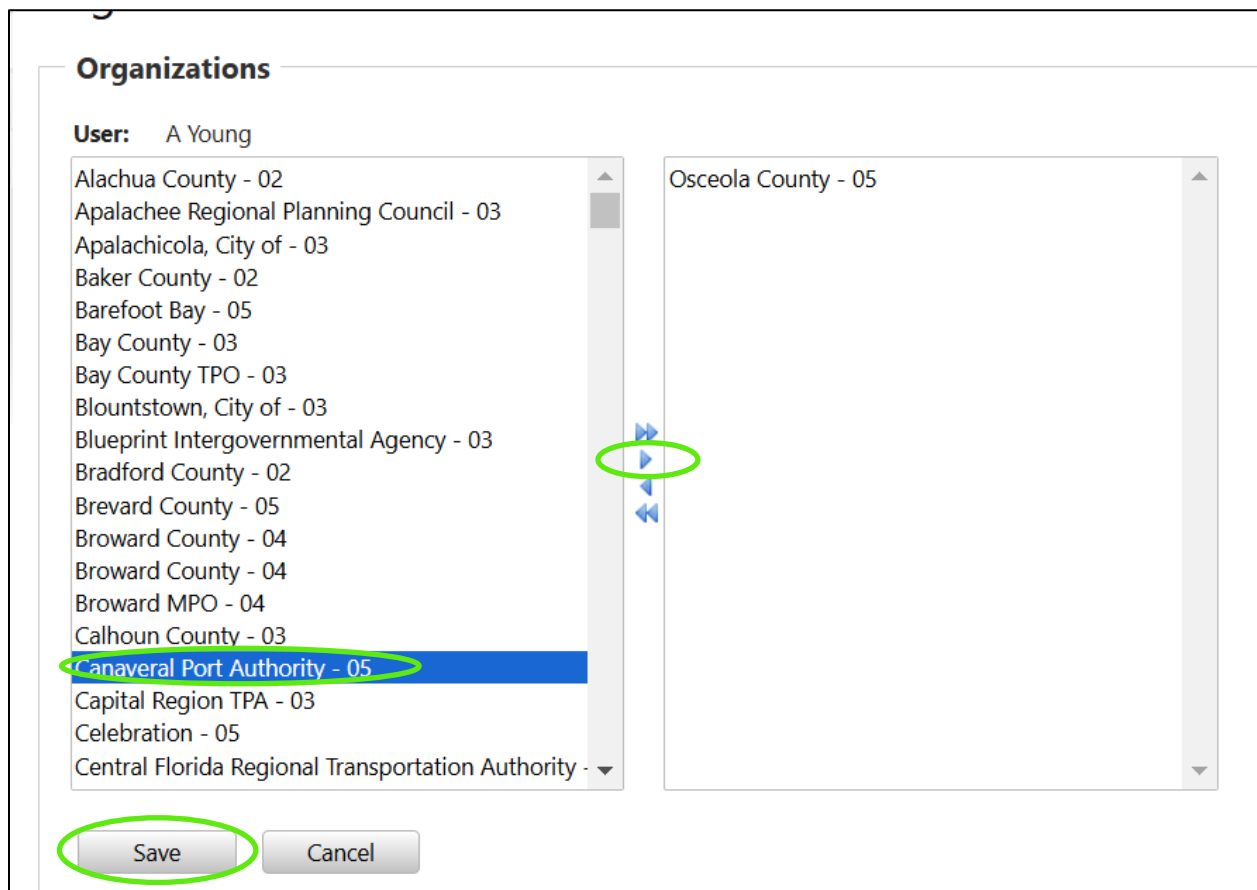 Organizations
User: A Young
Alachua County - 02
Apalachee Regional Planning Council - 03
Apalachicola, City of - 03
Baker County - 02
Barefoot Bay - 05
Bay County - 03
Bay County TPO - 03
Blountstown, City of - 03
Blueprint Intergovernmental Agency - 03
Bradford County - 02
Brevard County - 05
Broward County - 04
Broward County - 04
Broward MPO - 04
Calhoun County - 03
Canaveral Port Authority - 05
Capital Region TPA - 03
Celebration - 05
Central Florida Regional Transportation Authority -
Osceola County - 05
Save Cancel